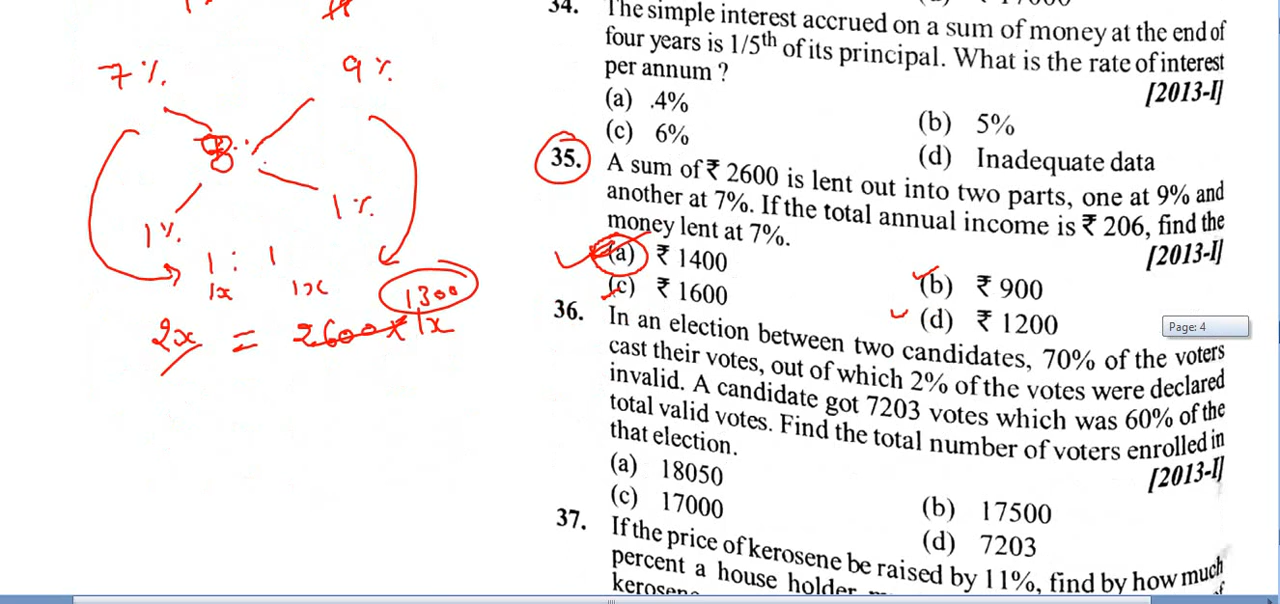 34. The simple interest accrued on a sum of money at the end of
four years is 1/5th of its principal. What is the rate of interest
per annum ?
[2013-I]
(a) .4%
(b) 5%
(c) 6%
(d) Inadequate data
35. A sum of ₹ 2600 is lent out into two parts, one at 9% and
another at 7%. If the total annual income is ₹ 206, find the
money lent at 7%.
[2013-I]
(a) ₹ 1400
(b) ₹ 900
(c) ₹ 1600
(d) ₹ 1200
36. In an election between two candidates, 70% of the voters
cast their votes, out of which 2% of the votes were declared
invalid. A candidate got 7203 votes which was 60% of the
total valid votes. Find the total number of voters enrolled in
that election.
[2013-I]
(a) 18050
(b) 17500
(c) 17000
(d) 7203
37. If the price of kerosene be raised by 11%, find by how much
percent a house holder
7% 9%
8
1% 1%
1 : 1
1x 1x
1300
2x = 2600 * 1x
Page: 4